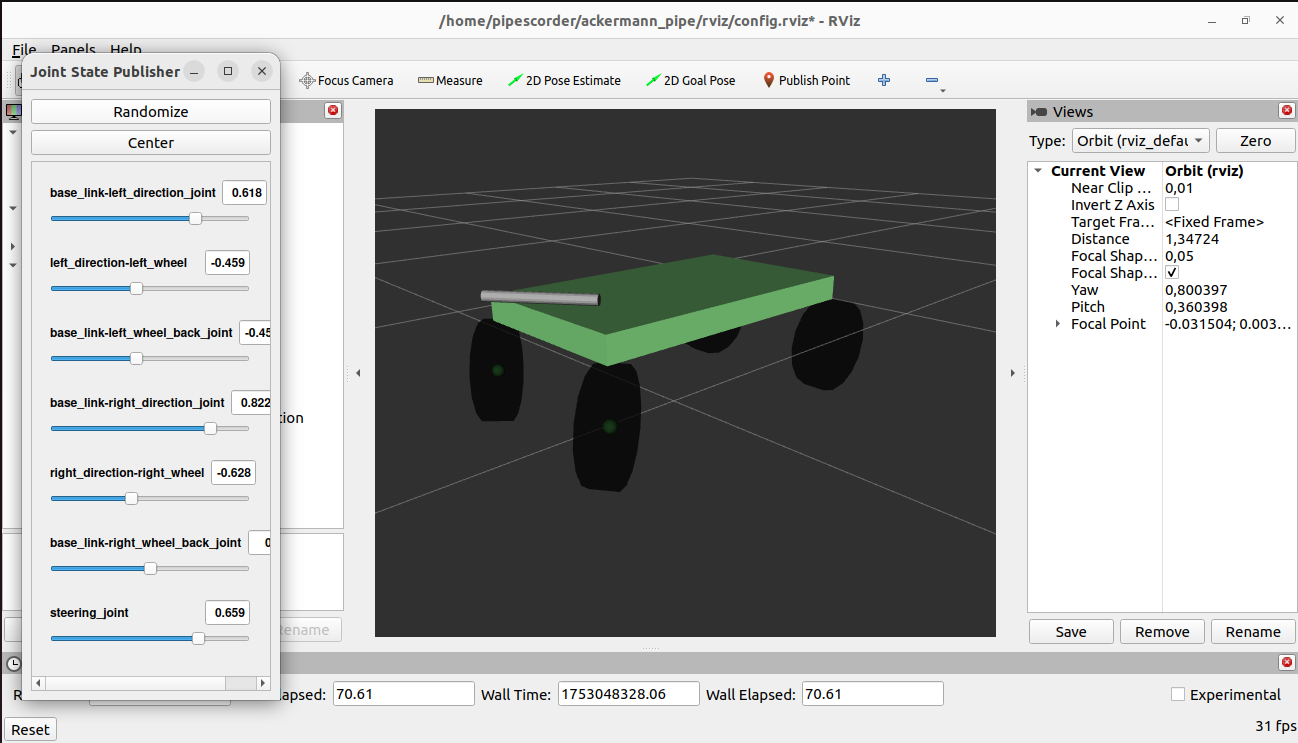 /home/pipescorder/ackermann_pipe/rviz/config.rviz* - RViz
File Panels Help
Joint State Publisher
Focus Camera Measure 2D Pose Estimate 2D Goal Pose Publish Point
Randomize
Center
base_link-left_direction_joint 0.618
left_direction-left_wheel -0.459
base_link-left_wheel_back_joint -0.45
base_link-right_direction_joint 0.822
right_direction-right_wheel -0.628
base_link-right_wheel_back_joint 0
steering_joint 0.659
tion
Rename
Views
Type: Orbit (rviz_defau Zero
Current View Orbit (rviz)
Near Clip ... 0,01
Invert Z Axis
Target Fra... <Fixed Frame>
Distance 1,34724
Focal Shap... 0,05
Focal Shap...
Yaw 0,800397
Pitch 0,360398
Focal Point -0.031504; 0.003...
Save Remove Rename
R apsed: 70.61 Wall Time: 1753048328.06 Wall Elapsed: 70.61 Experimental
Reset 31 fps